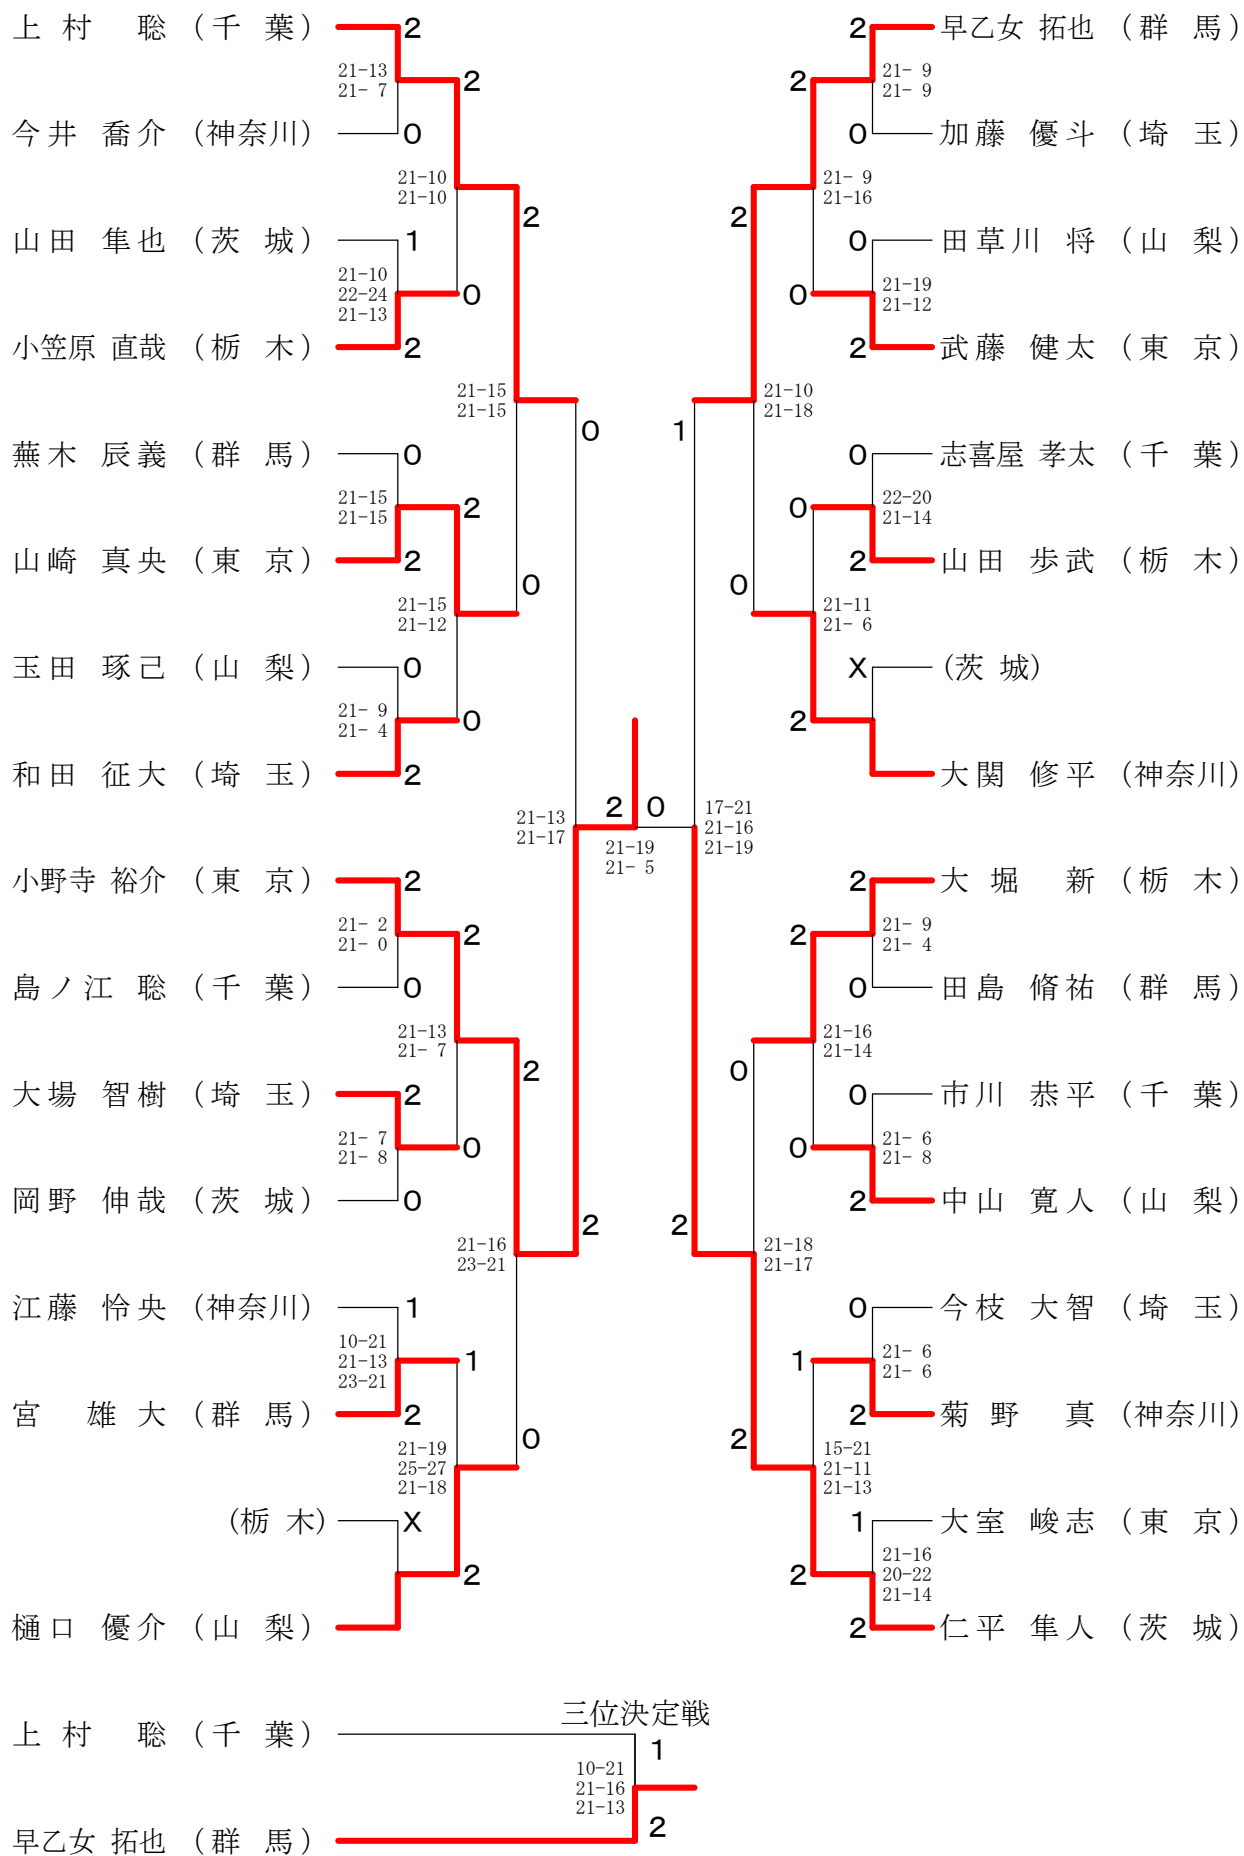 上村 聡 (千 葉) 2
21-13
21- 7
2
今井 喬介 (神奈川) 0
21-10
21-10
2
山田 隼也 (茨 城) 1
21-10
22-24
21-13
0
小笠原 直哉 (栃 木) 2
21-15
21-15
0
蕪木 辰義 (群 馬) 0
21-15
21-15
2
山崎 真央 (東 京) 2
21-15
21-12
0
玉田 琢己 (山 梨) 0
21- 9
21- 4
0
和田 征大 (埼 玉) 2
21-13
21-17
小野寺 裕介 (東 京) 2
21- 2
21- 0
2
島ノ江 聡 (千 葉) 0
21-13
21- 7
2
大場 智樹 (埼 玉) 2
21- 7
21- 8
0
岡野 伸哉 (茨 城) 0
21-16
23-21
2
江藤 怜央 (神奈川) 1
10-21
21-13
23-21
1
宮 雄大 (群 馬) 2
21-19
25-27
21-18
0
(栃 木) X
2
樋口 優介 (山 梨)
2 0
21-19
21- 5
2 早乙女 拓也 (群 馬)
2
21- 9
21- 9
0 加藤 優斗 (埼 玉)
2
21- 9
21-16
0 田草川 将 (山 梨)
0
21-19
21-12
2 武藤 健太 (東 京)
1
21-10
21-18
0 志喜屋 孝太 (千 葉)
0
22-20
21-14
2 山田 歩武 (栃 木)
0
21-11
21- 6
X (茨 城)
2
大関 修平 (神奈川)
17-21
21-16
21-19
2 大堀 新 (栃 木)
2
21- 9
21- 4
0 田島 脩祐 (群 馬)
0
21-16
21-14
0 市川 恭平 (千 葉)
0
21- 6
21- 8
2 中山 寛人 (山 梨)
2
21-18
21-17
0 今枝 大智 (埼 玉)
1
21- 6
21- 6
2 菊野 真 (神奈川)
2
15-21
21-11
21-13
1 大室 峻志 (東 京)
2
21-16
20-22
21-14
2 仁平 隼人 (茨 城)
三位決定戦
上村 聡 (千 葉)
1
10-21
21-16
21-13
2
早乙女 拓也 (群 馬)